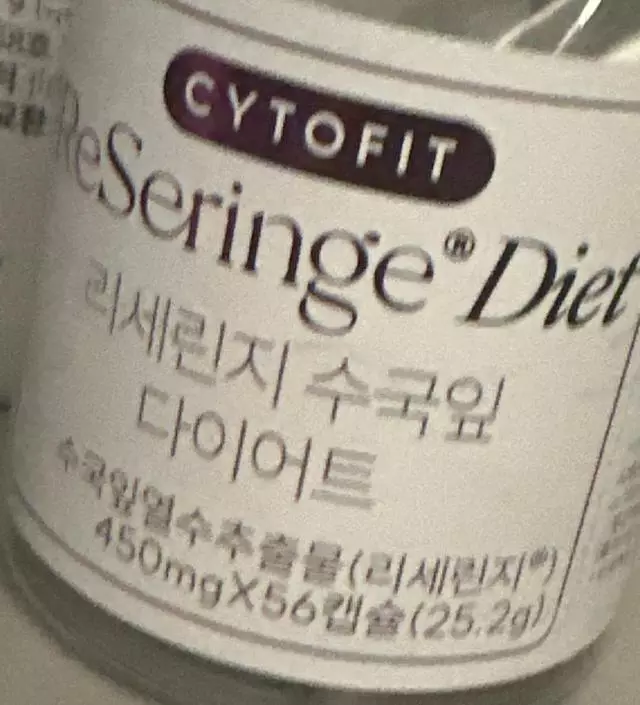 CYTOFIT
ReSeringe® Diet
리세린지 수국잎
다이어트
수국잎열수추출물(리세린지®)
450mgX56캡슐(25.2g)